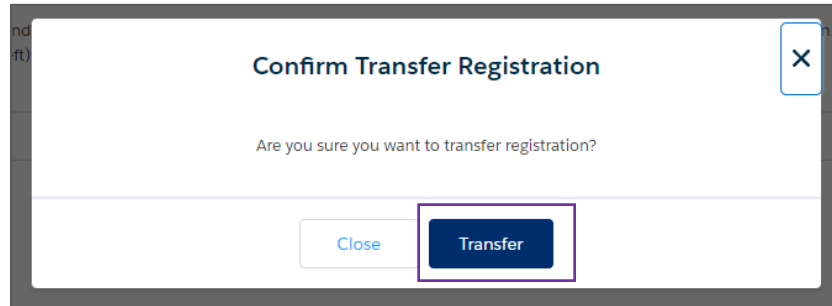 Confirm Transfer Registration
Are you sure you want to transfer registration?
Close
Transfer